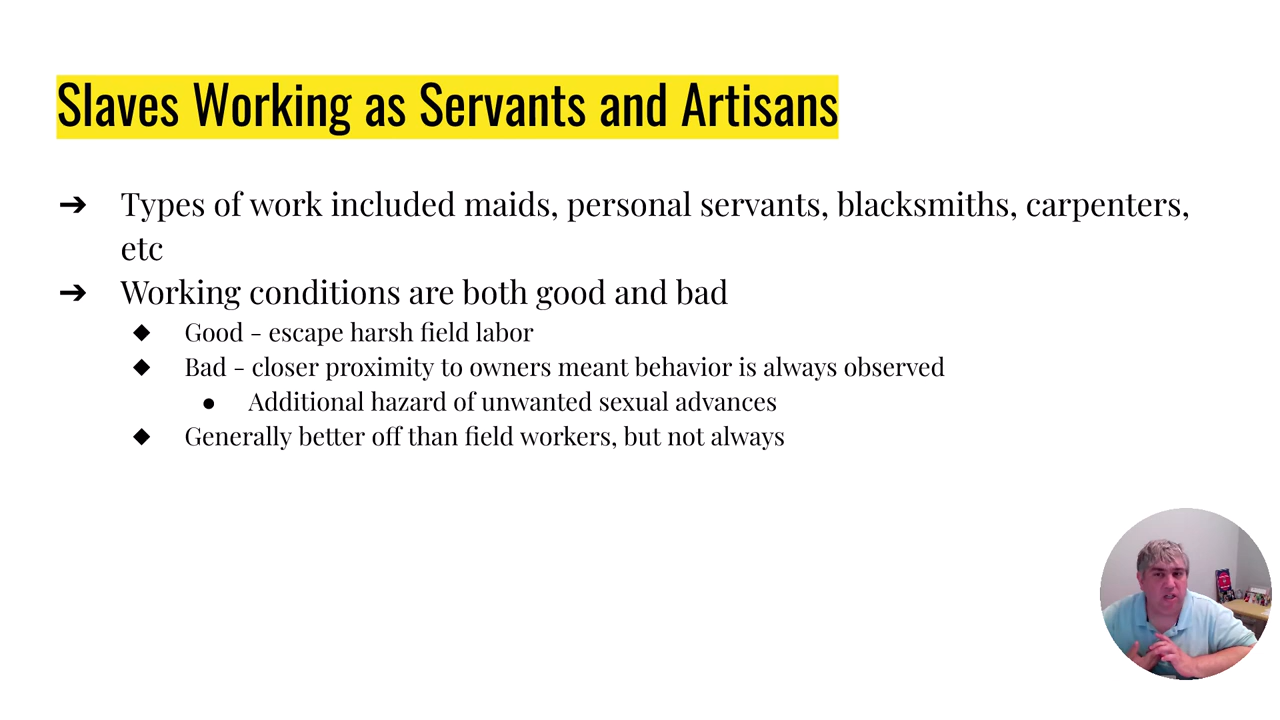 Slaves Working as Servants and Artisans
➔ Types of work included maids, personal servants, blacksmiths, carpenters,
etc
➔ Working conditions are both good and bad
◆ Good - escape harsh field labor
◆ Bad - closer proximity to owners meant behavior is always observed
● Additional hazard of unwanted sexual advances
◆ Generally better off than field workers, but not always